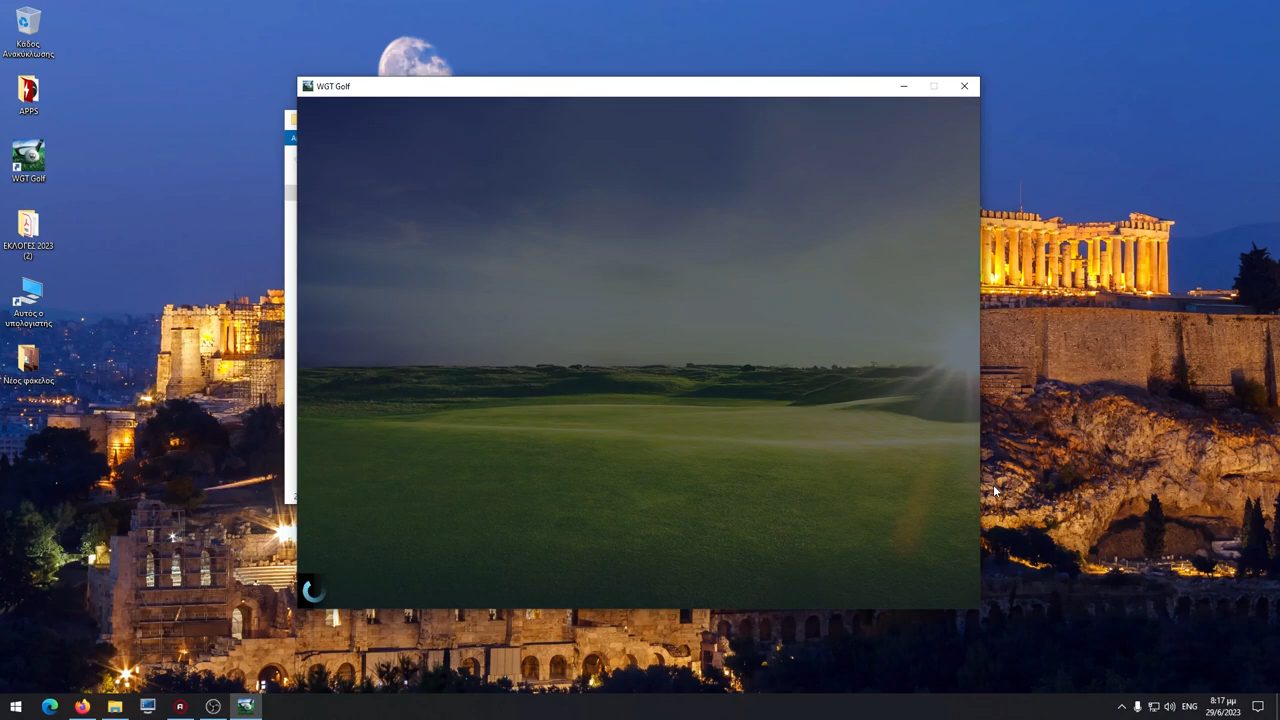 Κάδος
Ανακύκλωσης
APPS
WGT Golf
ΕΚΛΟΓΕΣ 2023
(2)
Αυτός ο
υπολογιστής
Νέος φάκελος
WGT Golf
ENG
8:17 μμ
29/6/2023